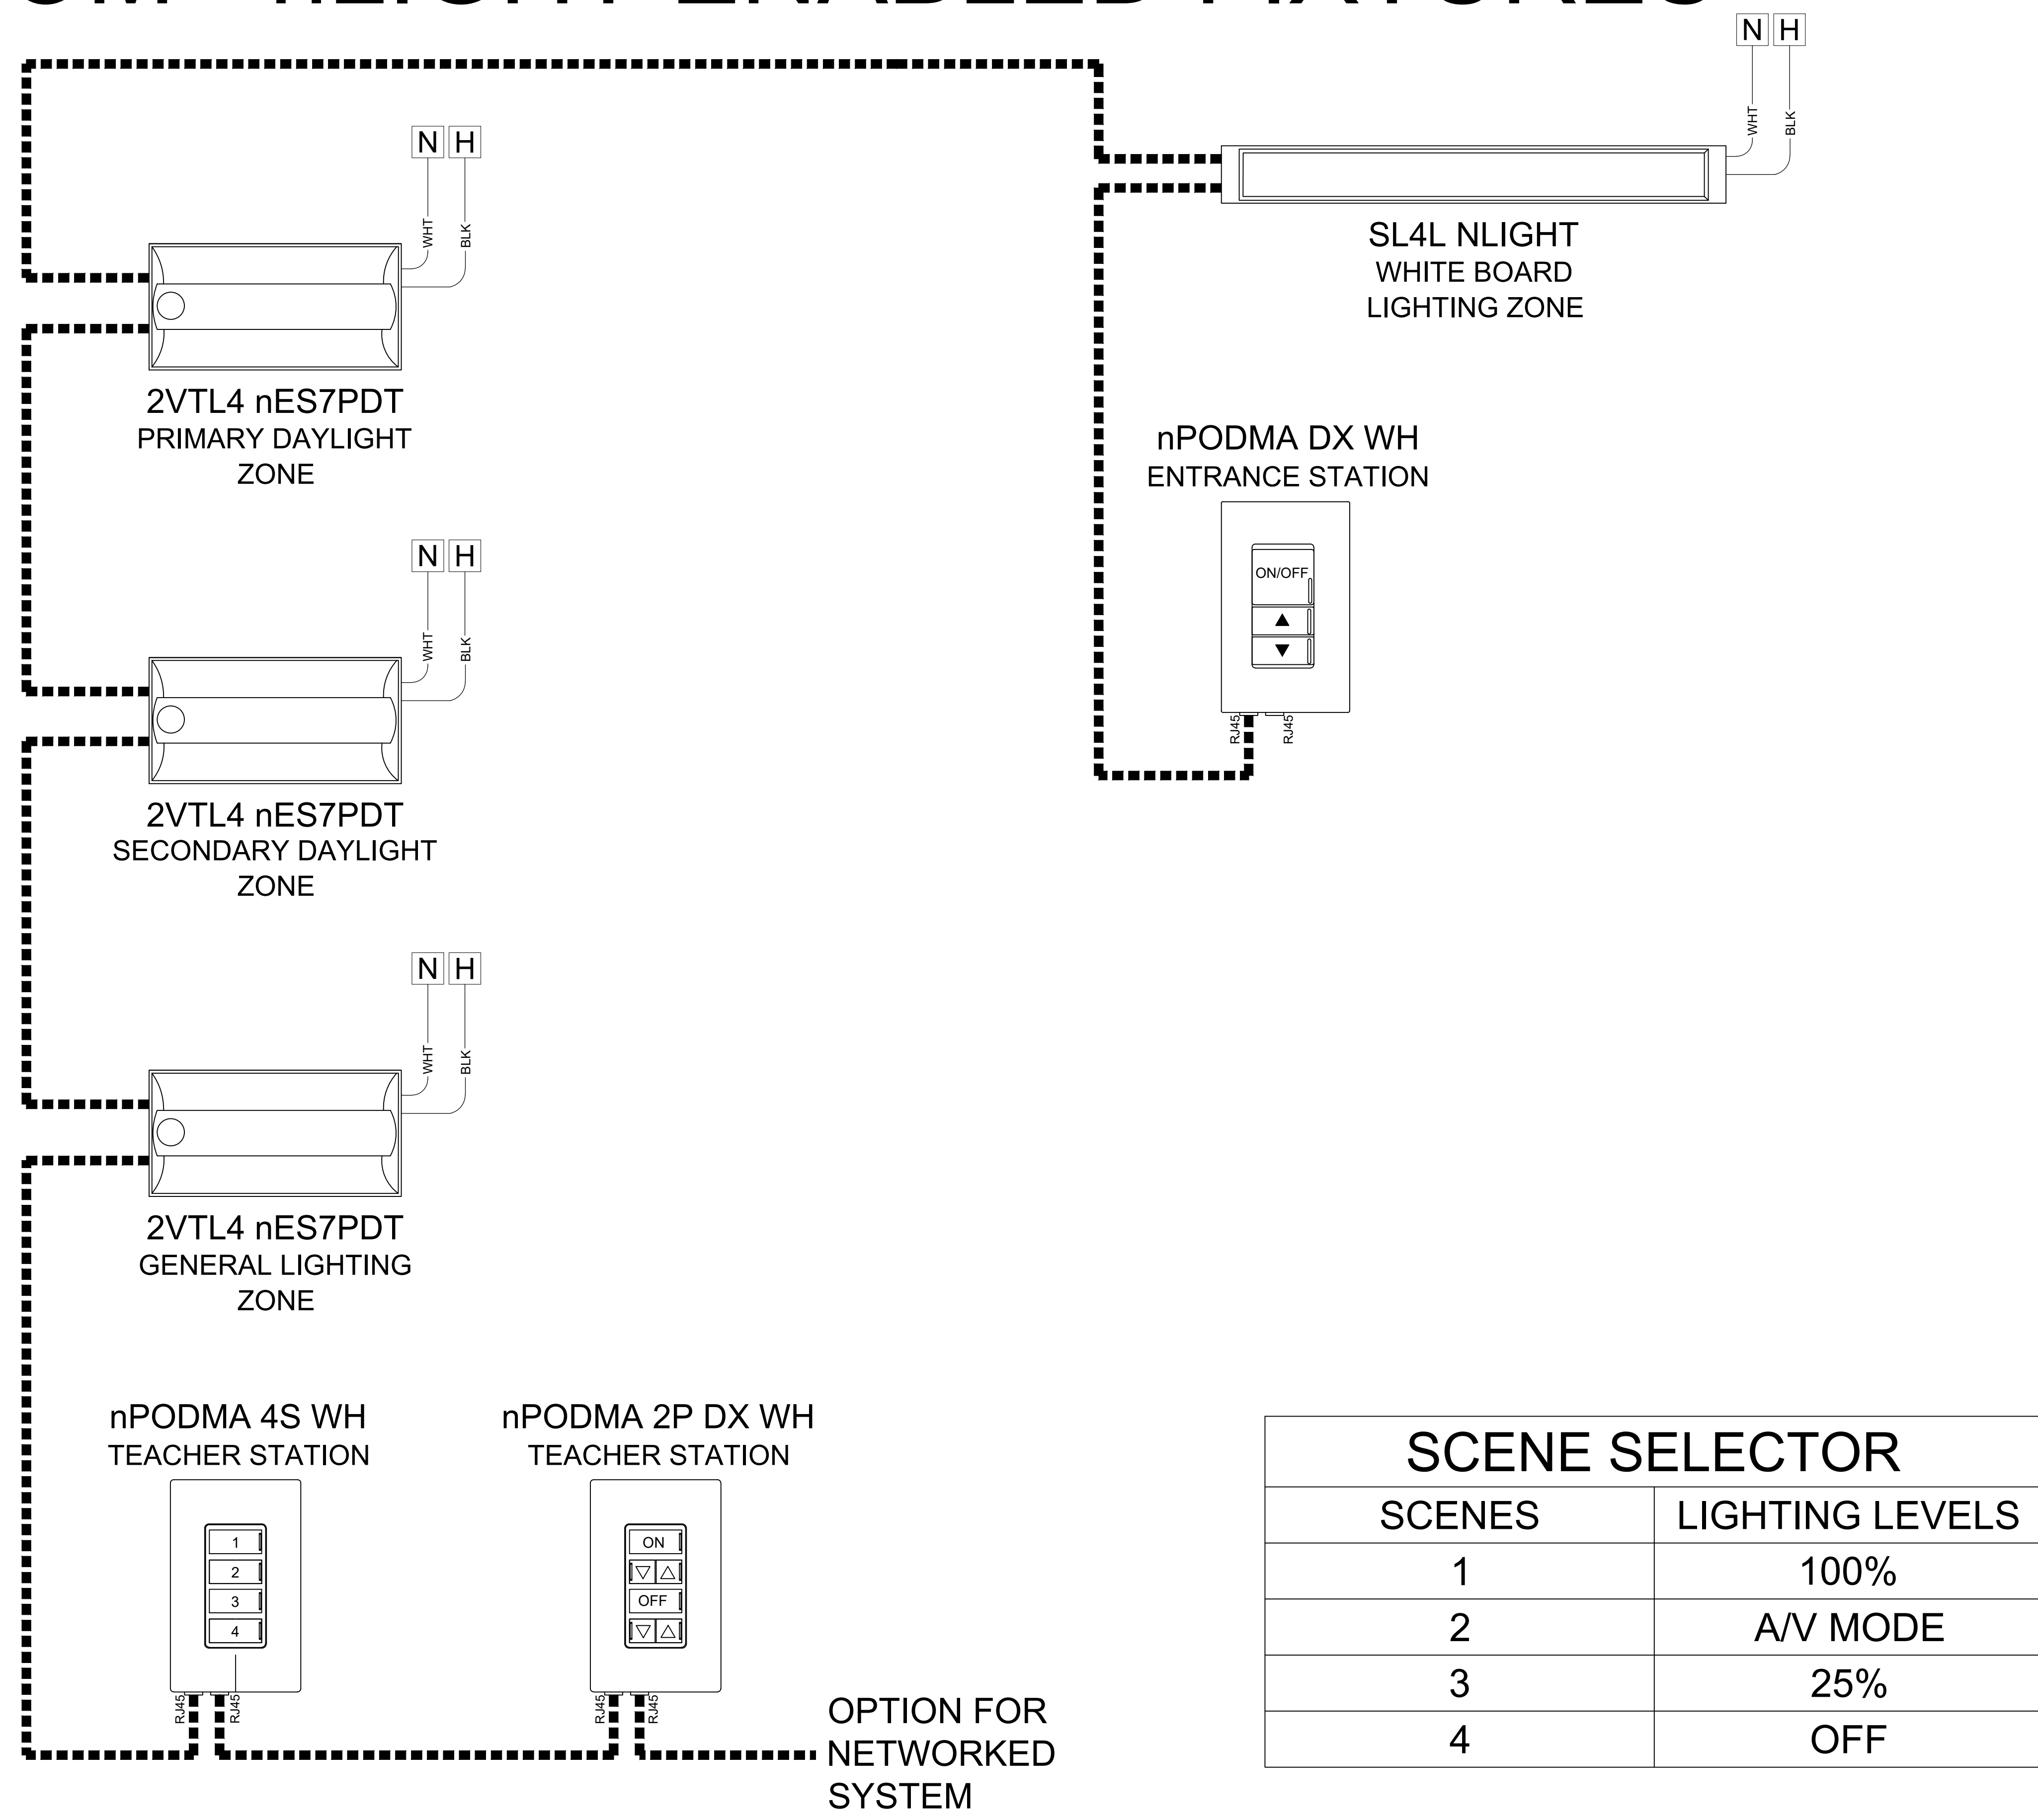 N H
WHT
BLK
SL4L NLIGHT
WHITE BOARD
LIGHTING ZONE
N H
WHT
BLK
2VTL4 nES7PDT
PRIMARY DAYLIGHT
ZONE
nPODMA DX WH
ENTRANCE STATION
ON/OFF
RJ45
RJ45
N H
WHT
BLK
2VTL4 nES7PDT
SECONDARY DAYLIGHT
ZONE
N H
WHT
BLK
2VTL4 nES7PDT
GENERAL LIGHTING
ZONE
nPODMA 4S WH
TEACHER STATION
1
2
3
4
RJ45
RJ45
nPODMA 2P DX WH
TEACHER STATION
ON
OFF
RJ45
RJ45
OPTION FOR
NETWORKED
SYSTEM
SCENE SELECTOR
SCENES LIGHTING LEVELS
1 100%
2 A/V MODE
3 25%
4 OFF